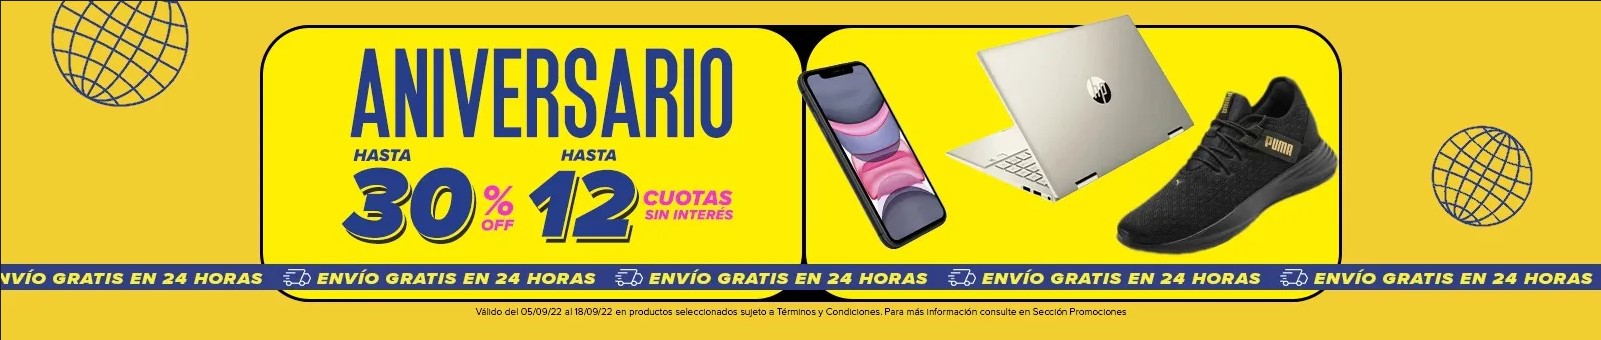 ANIVERSARIO
HASTA
30 % OFF
HASTA
12 CUOTAS SIN INTERÉS
hp
PUMA
NVÍO GRATIS EN 24 HORAS ENVÍO GRATIS EN 24 HORAS ENVÍO GRATIS EN 24 HORAS ENVÍO GRATIS EN 24 HORAS ENVÍO GRATIS EN 24 HORAS
Válido del 05/09/22 al 18/09/22 en productos seleccionados sujeto a Términos y Condiciones. Para más información consulte en Sección Promociones